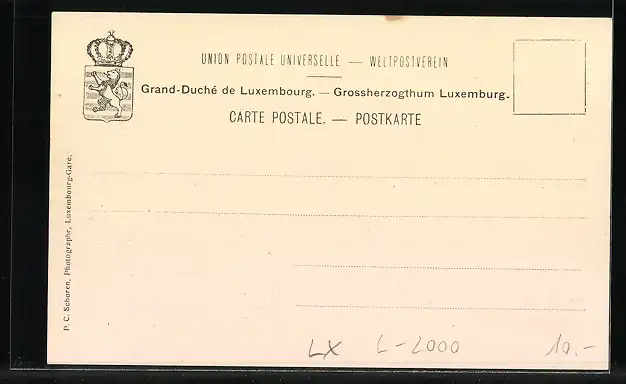 UNION POSTALE UNIVERSELLE — WELTPOSTVEREIN
Grand-Duché de Luxembourg. — Grossherzogthum Luxemburg.
CARTE POSTALE. — POSTKARTE
P. C. Schoren, Photographe, Luxembourg-Gare.
LX L-2000 10.-